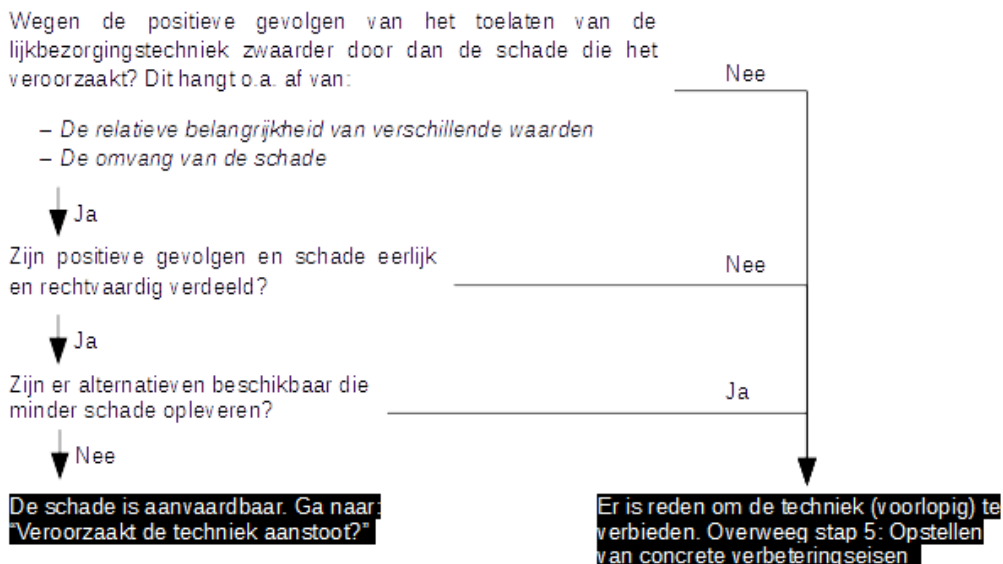 Wegen de positieve gevolgen van het toelaten van de
lijkbezorgingstechniek zwaarder door dan de schade die het
veroorzaakt? Dit hangt o.a. af van:
Nee
– De relatieve belangrijkheid van verschillende waarden
– De omvang van de schade
Ja
Zijn positieve gevolgen en schade eerlijk
en rechtvaardig verdeeld?
Nee
Ja
Zijn er alternatieven beschikbaar die
minder schade opleveren?
Ja
Nee
De schade is aanvaardbaar. Ga naar:
“Veroorzaakt de techniek aanstoot?”
Er is reden om de techniek (voorlopig) te
verbieden. Overweeg stap 5: Opstellen
van concrete verbeteringseisen